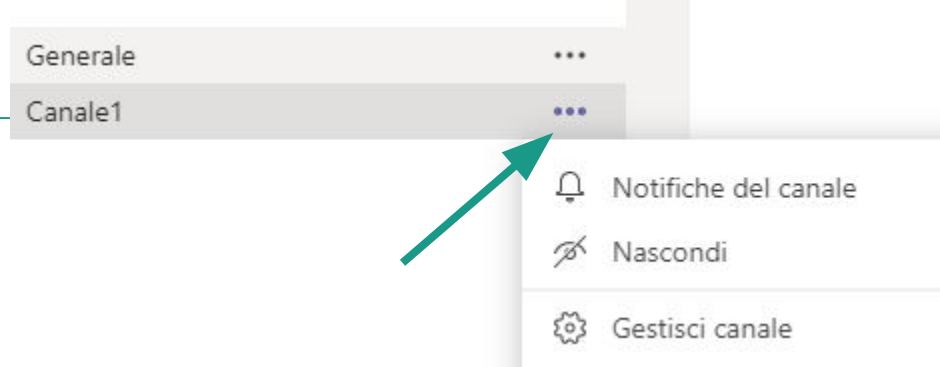 Generale
Canale1
Notifiche del canale
Nascondi
Gestisci canale